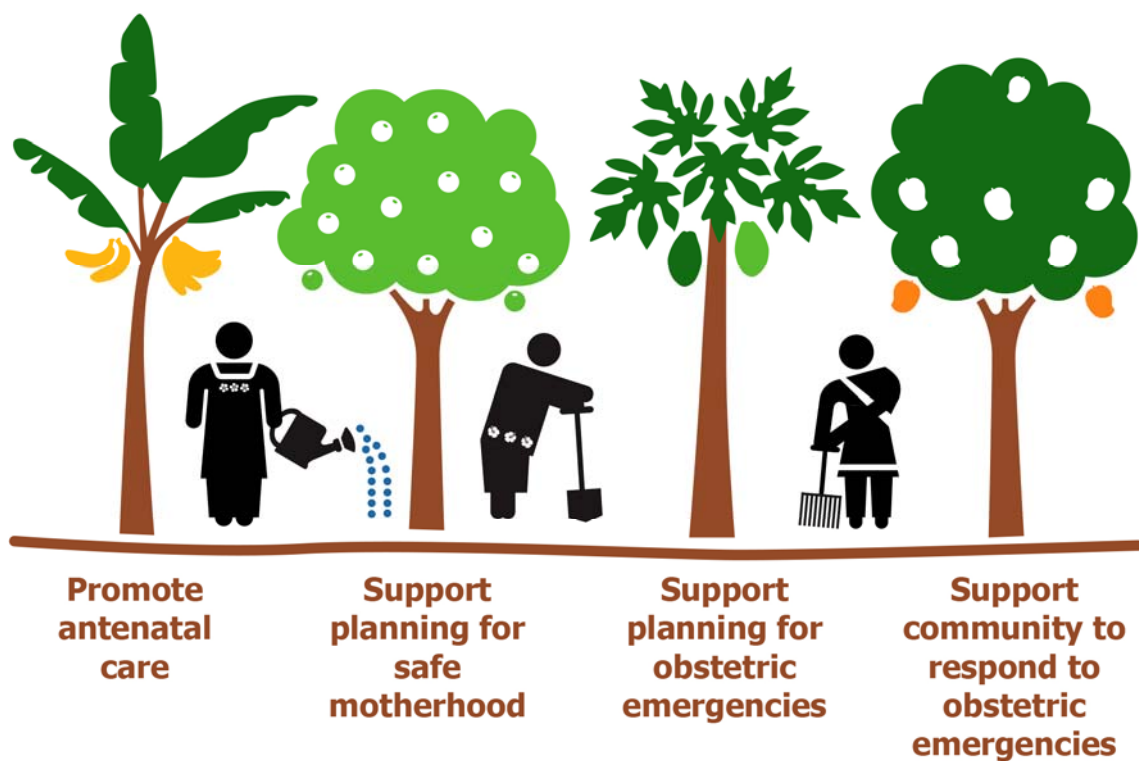 Promote
antenatal
care
Support
planning for
safe
motherhood
Support
planning for
obstetric
emergencies
Support
community to
respond to
obstetric
emergencies